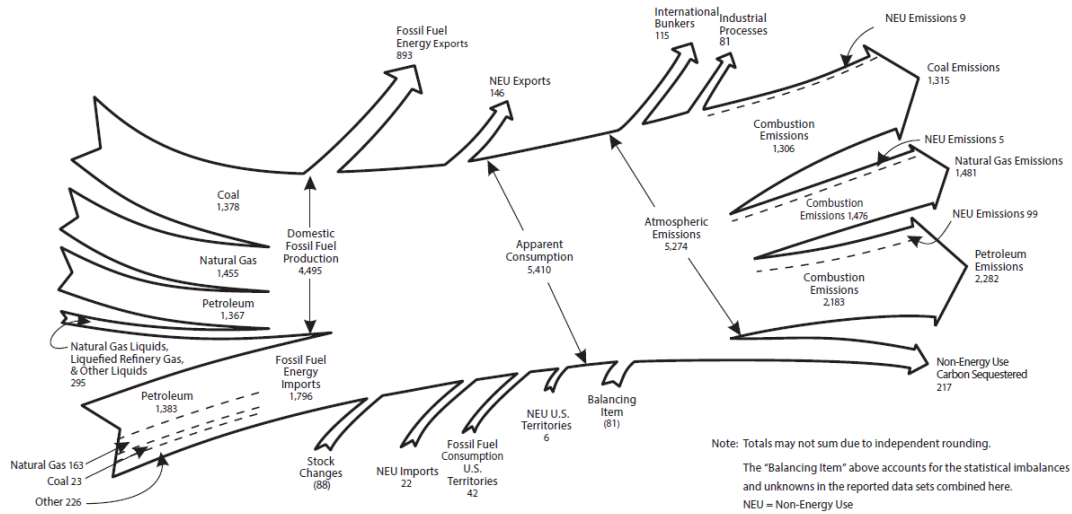 Fossil Fuel
Energy Exports
893
NEU Exports
146
International
Bunkers
115
Industrial
Processes
81
NEU Emissions 9
Coal Emissions
1,315
Combustion
Emissions
1,306
NEU Emissions 5
Natural Gas Emissions
1,481
Combustion
Emissions 1,476
NEU Emissions 99
Petroleum
Emissions
2,282
Combustion
Emissions
2,183
Non-Energy Use
Carbon Sequestered
217
Coal
1,378
Natural Gas
1,455
Petroleum
1,367
Natural Gas Liquids,
Liquefied Refinery Gas,
& Other Liquids
295
Domestic
Fossil Fuel
Production
4,495
Apparent
Consumption
5,410
Atmospheric
Emissions
5,274
Fossil Fuel
Energy
Imports
1,796
Petroleum
1,383
Natural Gas 163
Coal 23
Other 226
Stock
Changes
(88)
NEU Imports
22
Fossil Fuel
Consumption
U.S.
Territories
42
NEU U.S.
Territories
6
Balancing
Item
(81)
Note: Totals may not sum due to independent rounding.
The “Balancing Item” above accounts for the statistical imbalances
and unknowns in the reported data sets combined here.
NEU = Non-Energy Use